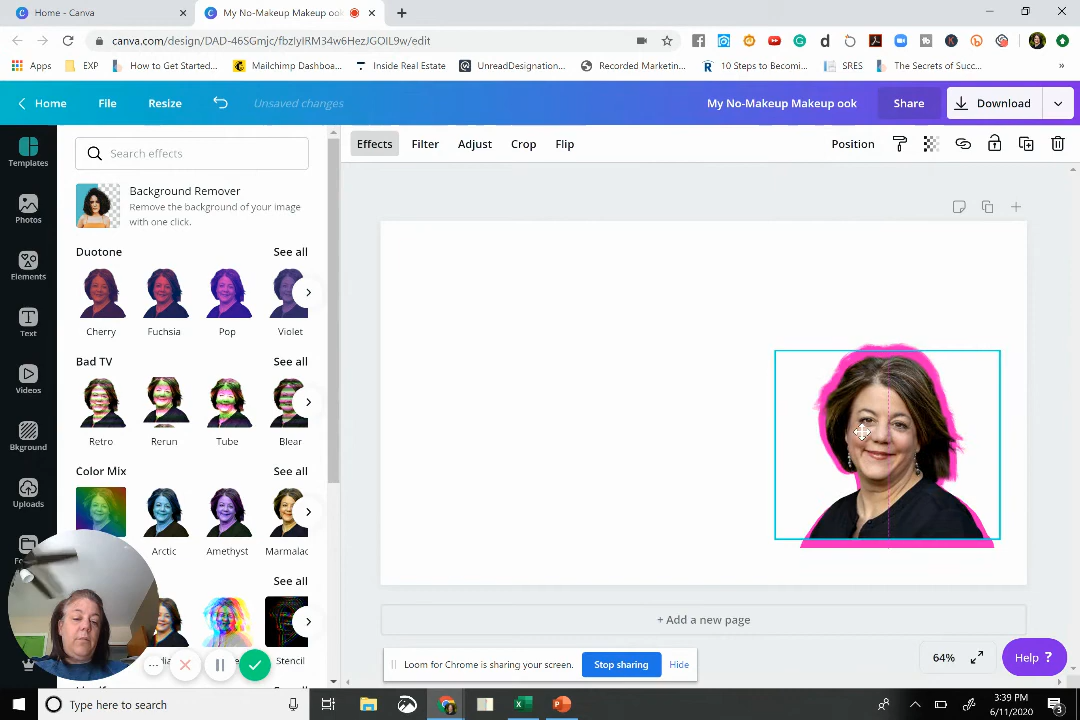 Home - Canva
My No-Makeup Makeup ook
canva.com/design/DAD-46SGmjc/fbzIyIRM34w6HezJGOIL9w/edit
Apps
EXP
How to Get Started...
Mailchimp Dashboa...
Inside Real Estate
UnreadDesignation...
Recorded Marketin...
10 Steps to Becomi...
SRES
The Secrets of Succ...
»
Home
File
Resize
Unsaved changes
My No-Makeup Makeup ook
Share
Download
Templates
Photos
Elements
Text
Videos
Bkground
Uploads
Search effects
Background Remover
Remove the background of your image
with one click.
Duotone
See all
Cherry
Fuchsia
Pop
Violet
Bad TV
See all
Retro
Rerun
Tube
Blear
Color Mix
See all
Arctic
Amethyst
Marmalac
See all
Stencil
Effects
Filter
Adjust
Crop
Flip
Position
+ Add a new page
Loom for Chrome is sharing your screen.
Stop sharing
Hide
64%
Help ?
Type here to search
3:39 PM
6/11/2020
3